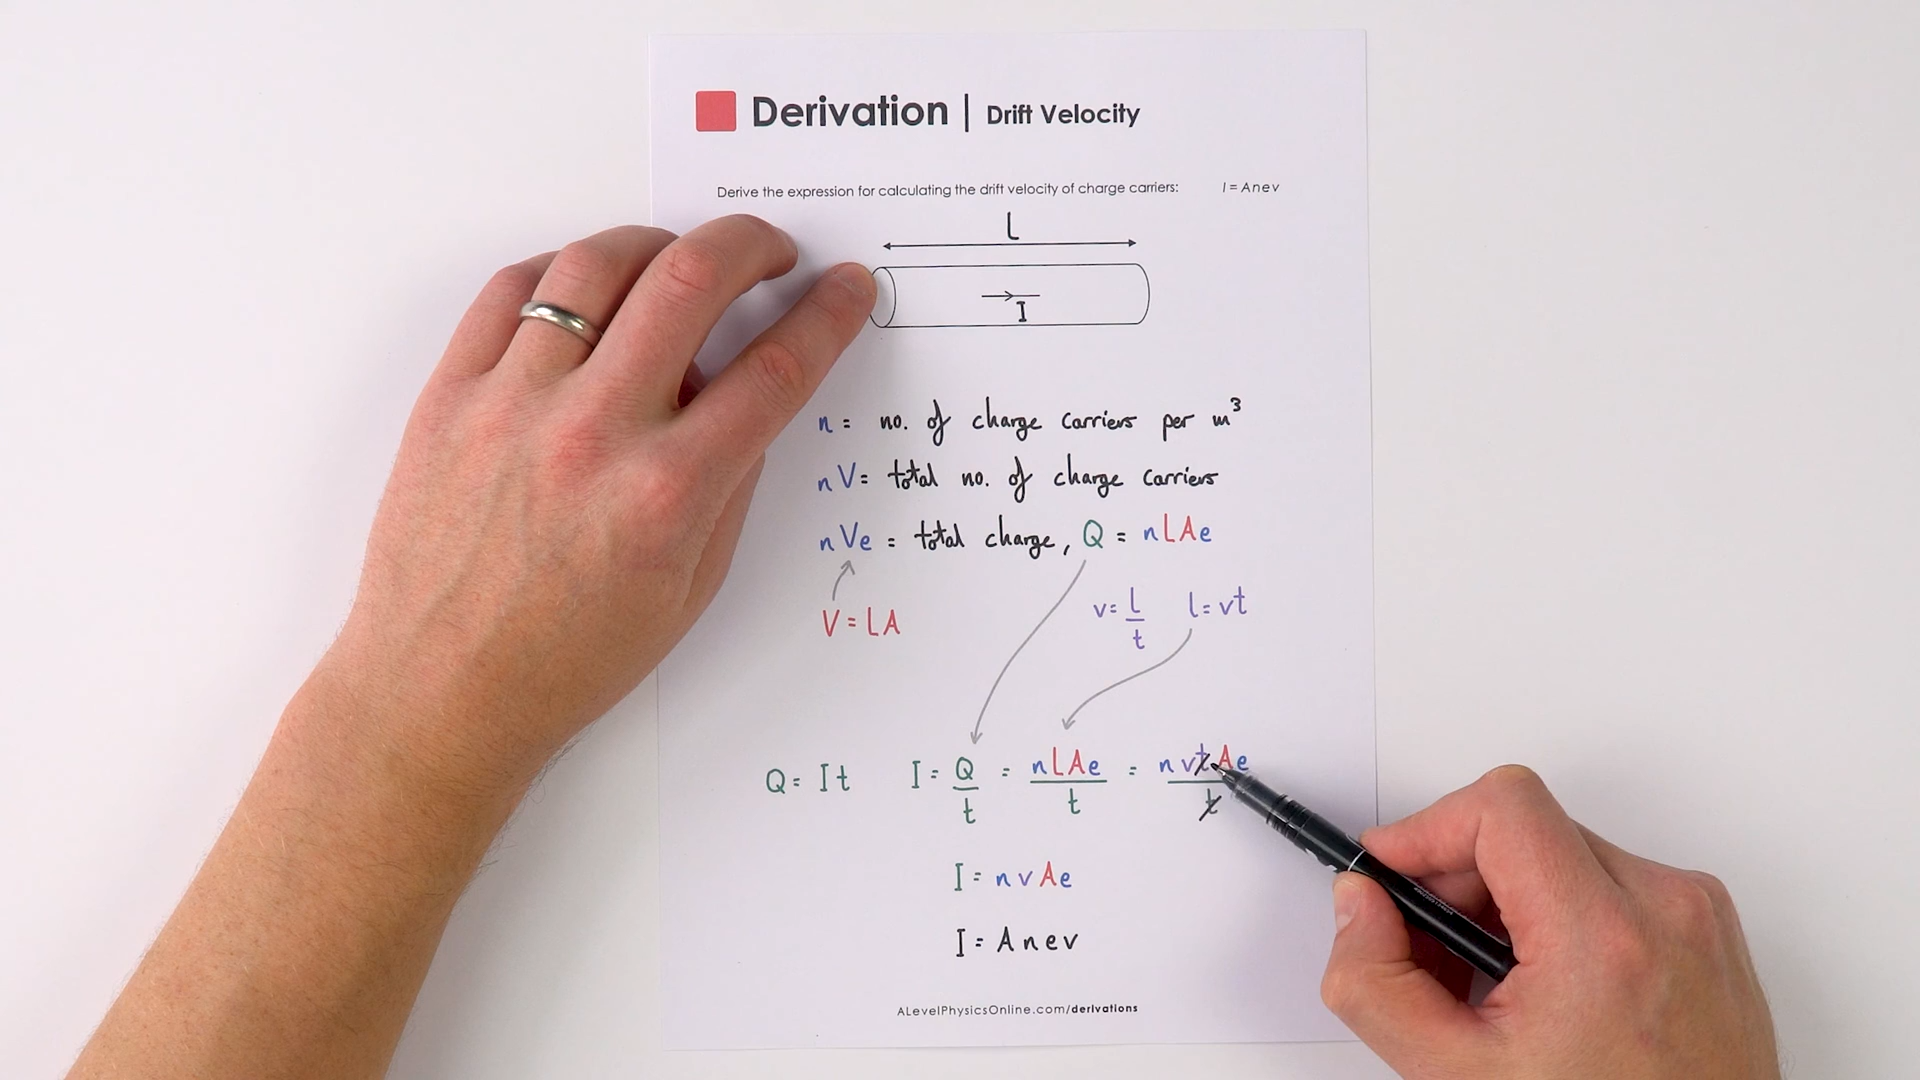 Derivation | Drift Velocity
Derive the expression for calculating the drift velocity of charge carriers: I = Anev
L
I
n = no. of charge carriers per m³
nV = total no. of charge carriers
nVe = total charge, Q = nLAe
V = LA
v = L/t l = vt
Q = It I = Q/t = nLAe/t = nvtAe/t
I = nvAe
I = Anev
ALevelPhysicsOnline.com/derivations